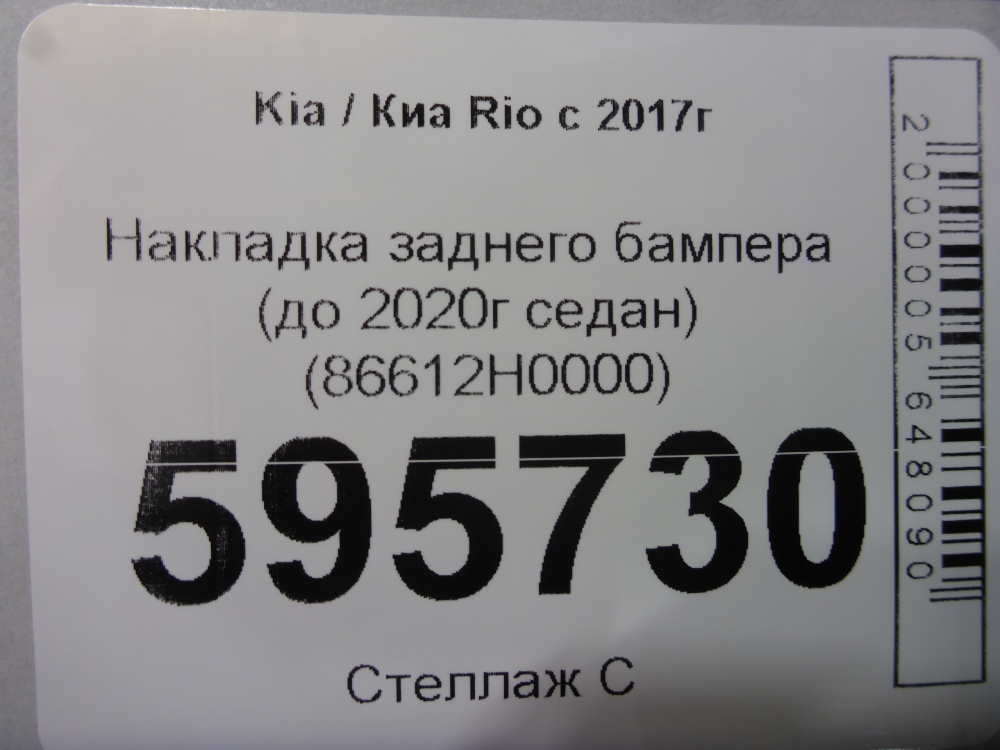 Kia / Киа Rio с 2017г
Накладка заднего бампера
(до 2020г седан)
(86612H0000)
595730
Стеллаж С
2000005648090